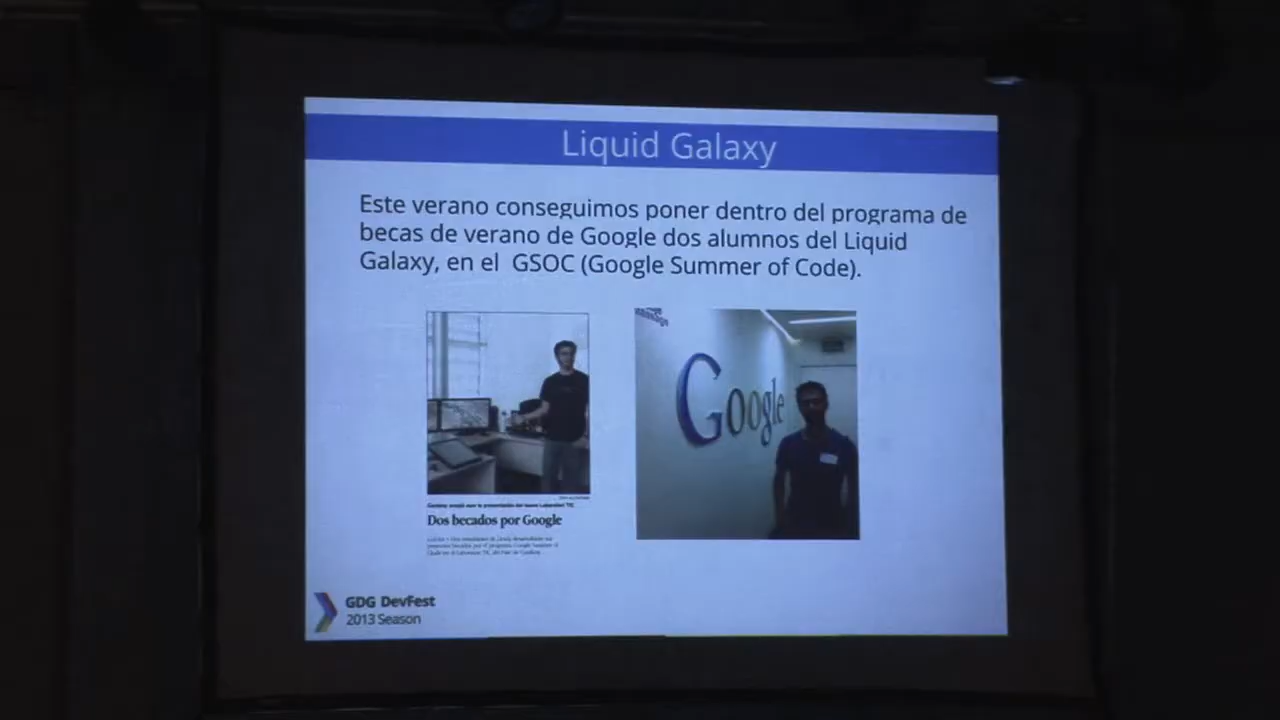 Liquid Galaxy
Este verano conseguimos poner dentro del programa de
becas de verano de Google dos alumnos del Liquid
Galaxy, en el GSOC (Google Summer of Code).
Google
Dos becados por Google
GDG DevFest
2013 Season